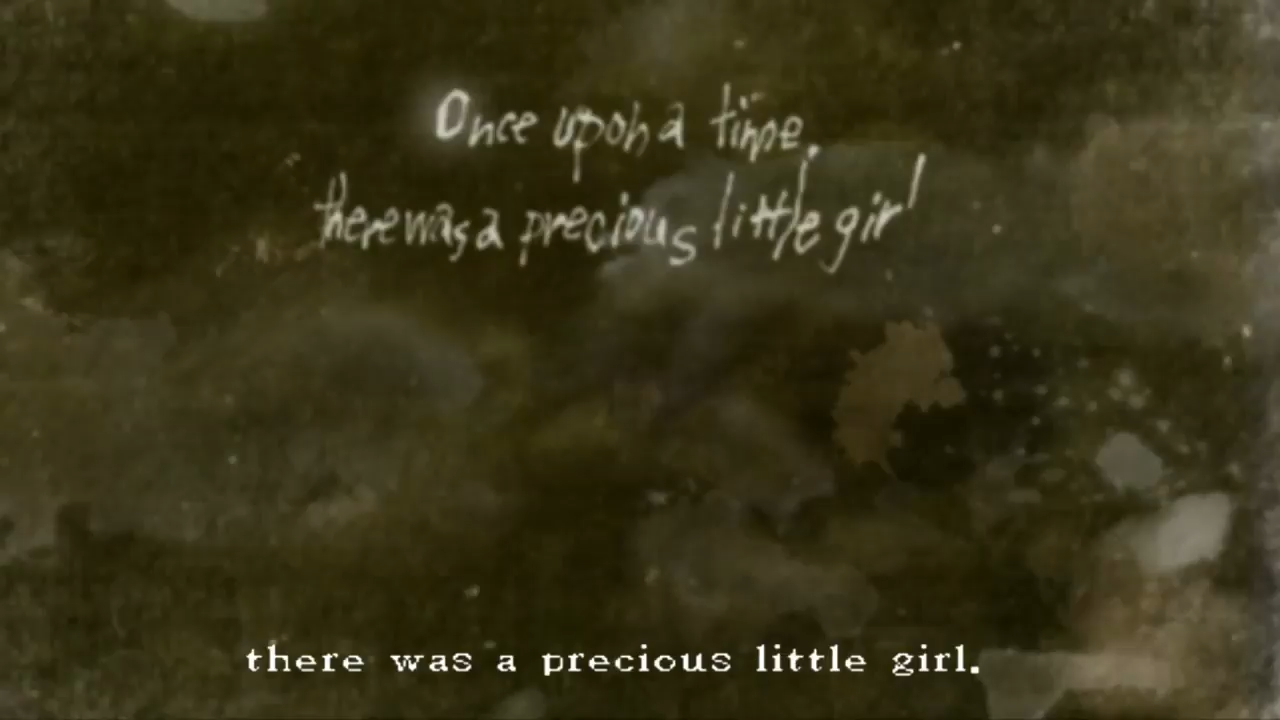 Once upon a time,
there was a precious little girl
there was a precious little girl.